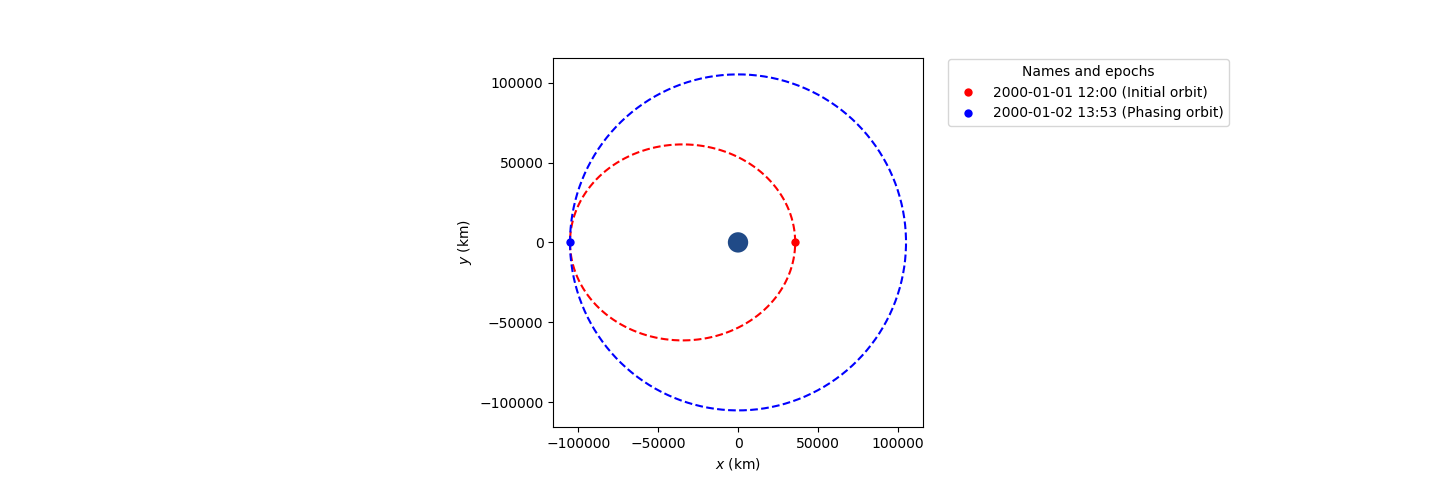 Names and epochs
2000-01-01 12:00 (Initial orbit)
2000-01-02 13:53 (Phasing orbit)
100000
50000
0
−50000
−100000
y (km)
−100000 −50000 0 50000 100000
x (km)